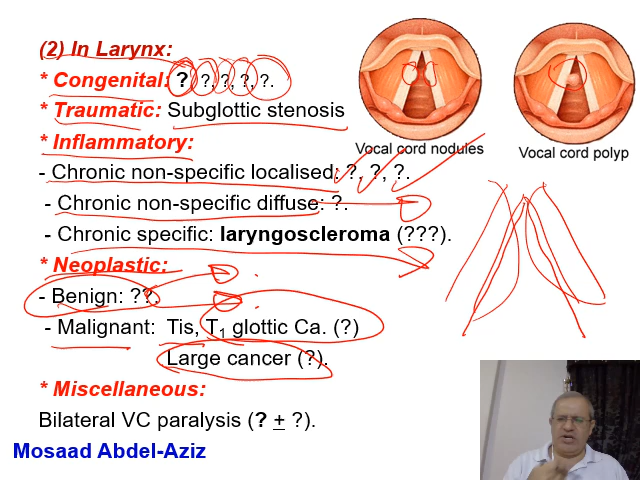 (2) In Larynx:
* Congenital: ? ?, ?, ?, ?.
* Traumatic: Subglottic stenosis
* Inflammatory:
- Chronic non-specific localised: ?, ?, ?.
- Chronic non-specific diffuse: ?.
- Chronic specific: laryngoscleroma (???).
* Neoplastic:
- Benign: ??.
- Malignant: Tis, T1 glottic Ca. (?)
Large cancer (?).
* Miscellaneous:
Bilateral VC paralysis (? + ?).
Mosaad Abdel-Aziz
Vocal cord nodules
Vocal cord polyp